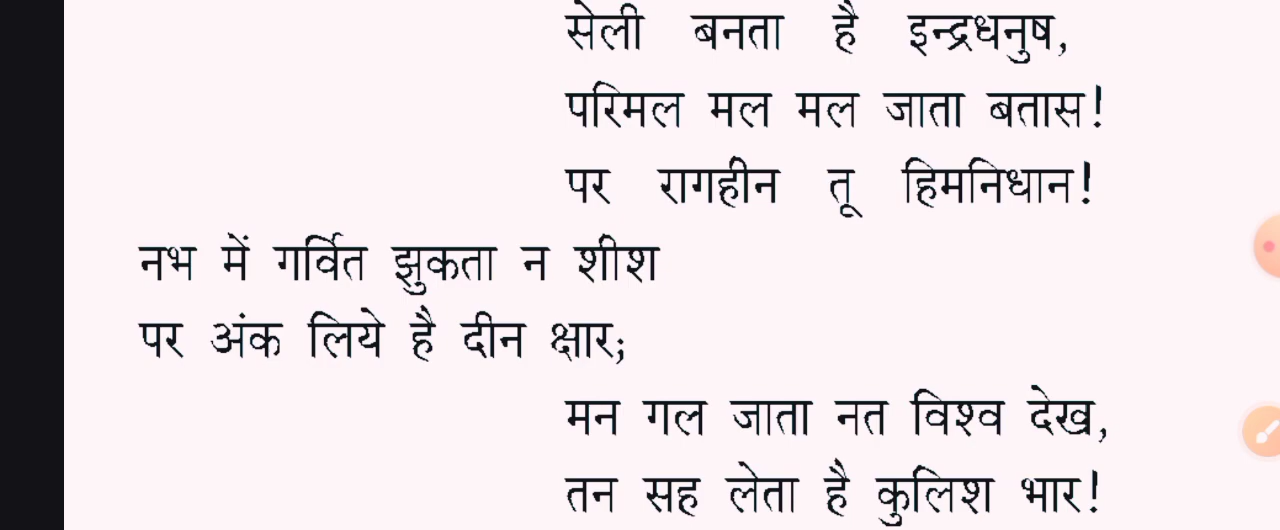 सेली बनता है इन्द्रधनुष,
परिमल मल मल जाता बतास!
पर रागहीन तू हिमनिधान!
नभ में गर्वित झुकता न शीश
पर अंक लिये है दीन क्षार;
मन गल जाता नत विश्व देख,
तन सह लेता है कुलिश भार!